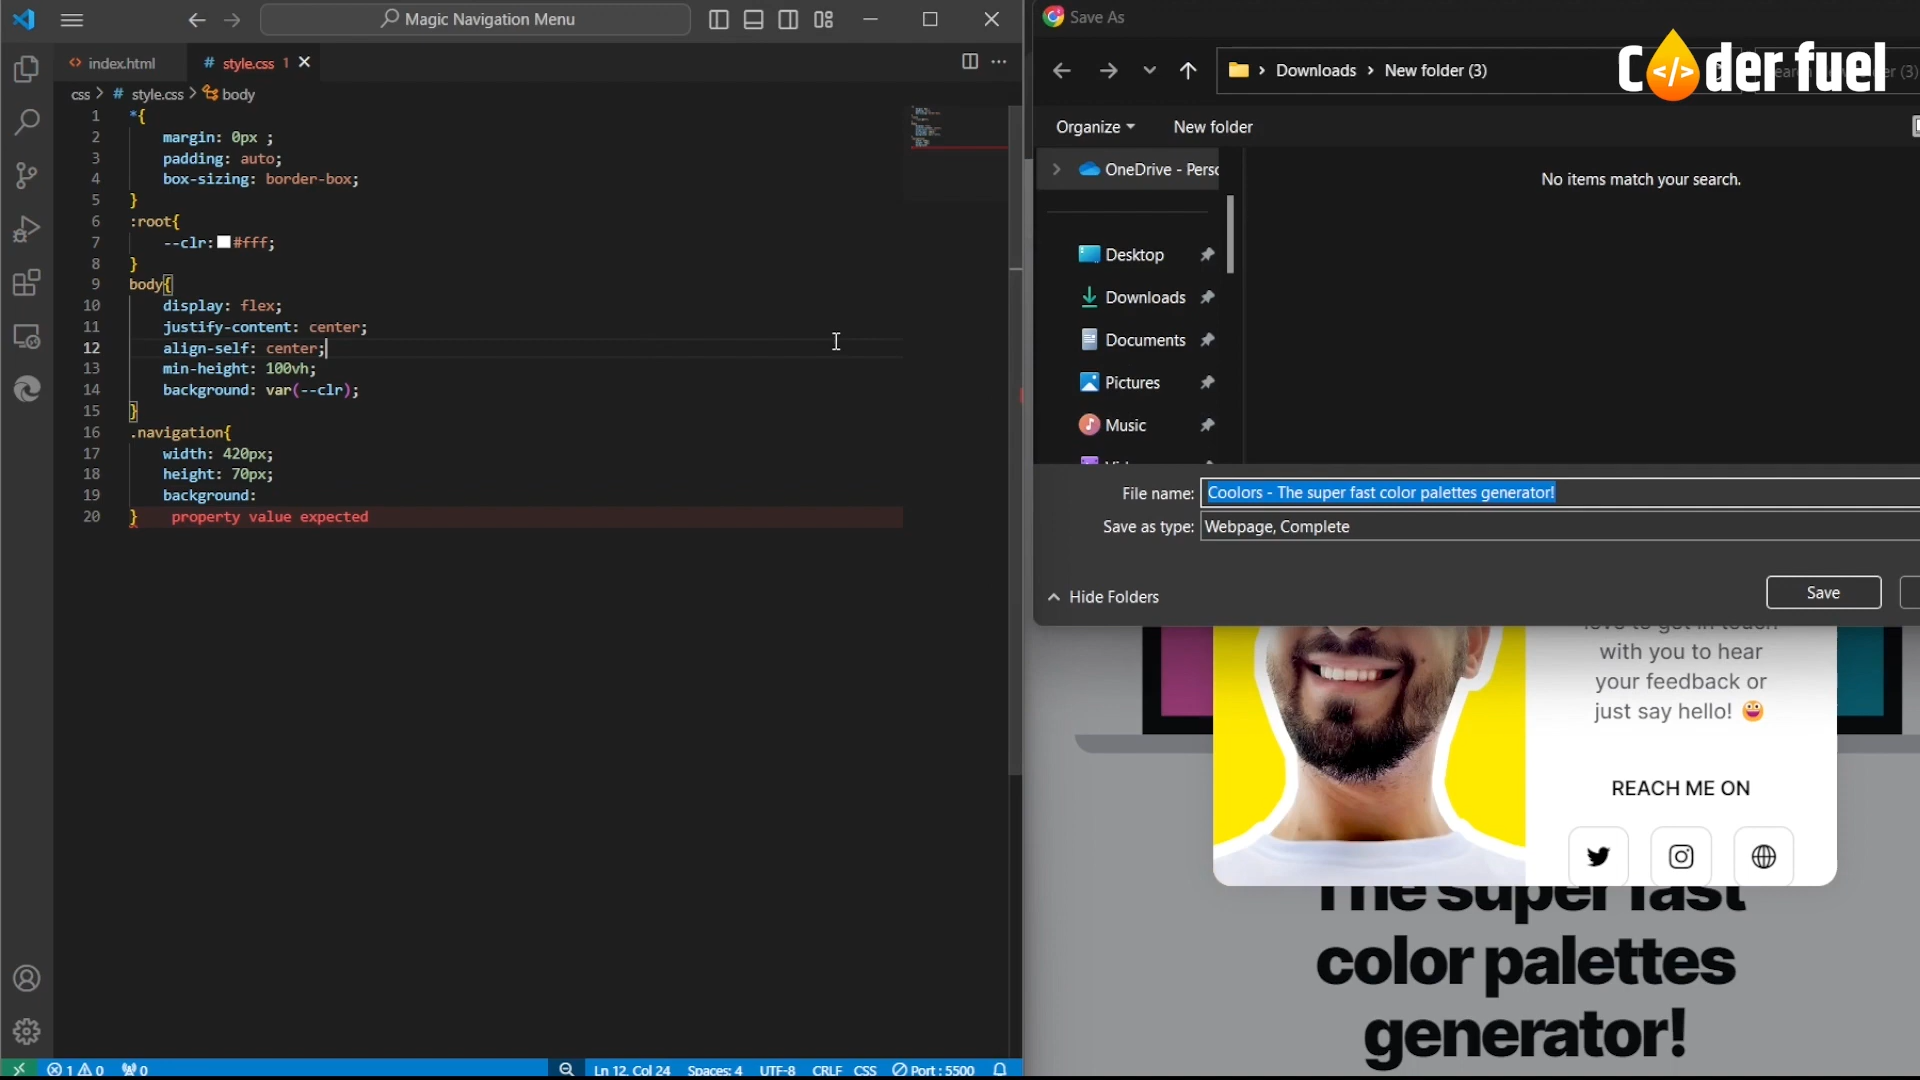 Magic Navigation Menu
index.html
# style.css 1
css > # style.css > body
1 *{
2 margin: 0px ;
3 padding: auto;
4 box-sizing: border-box;
5 }
6 :root{
7 --clr: #fff;
8 }
9 body{
10 display: flex;
11 justify-content: center;
12 align-self: center;
13 min-height: 100vh;
14 background: var(--clr);
15 }
16 .navigation{
17 width: 420px;
18 height: 70px;
19 background:
20 } property value expected
1 0 0
Ln 12, Col 24 Spaces: 4 UTF-8 CRLF CSS Port : 5500
Save As
Coder fuel
</>
> Downloads > New folder (3)
Organize
New folder
OneDrive - Perso
No items match your search.
Desktop
Downloads
Documents
Pictures
Music
File name: Coolors - The super fast color palettes generator!
Save as type: Webpage, Complete
Hide Folders
Save
with you to hear
your feedback or
just say hello!
REACH ME ON
The super fast
color palettes
generator!